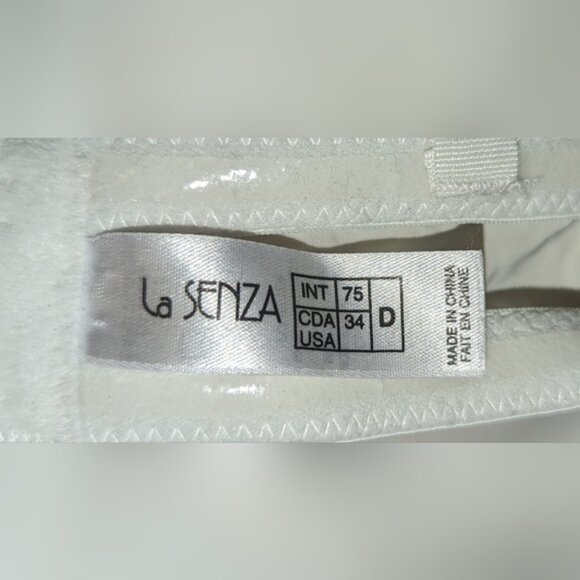 La SENZA
INT 75
CDA 34 D
USA
MADE IN CHINA
FAIT EN CHINE